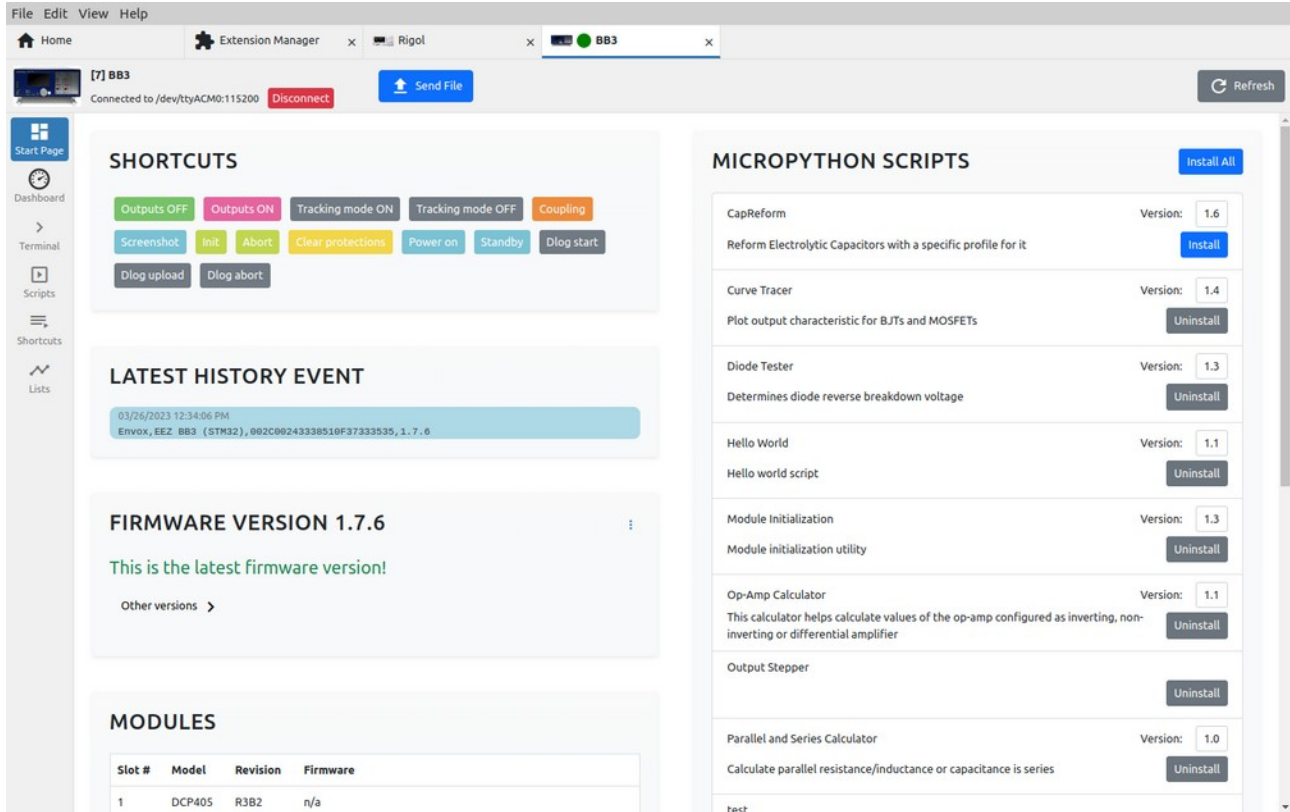 File Edit View Help
Home Extension Manager x Rigol x BB3 x
[7] BB3
Connected to /dev/ttyACM0:115200 Disconnect
Send File
Refresh
Start Page
Dashboard
Terminal
Scripts
Shortcuts
Lists
SHORTCUTS
Outputs OFF Outputs ON Tracking mode ON Tracking mode OFF Coupling
Screenshot Init Abort Clear protections Power on Standby Dlog start
Dlog upload Dlog abort
LATEST HISTORY EVENT
03/26/2023 12:34:06 PM
Envox,EEZ BB3 (STM32),002C00243338510F37333535,1.7.6
FIRMWARE VERSION 1.7.6
This is the latest firmware version!
Other versions
MODULES
Slot # Model Revision Firmware
1 DCP405 R3B2 n/a
MICROPYTHON SCRIPTS
Install All
CapReform Version: 1.6
Reform Electrolytic Capacitors with a specific profile for it Install
Curve Tracer Version: 1.4
Plot output characteristic for BJTs and MOSFETs Uninstall
Diode Tester Version: 1.3
Determines diode reverse breakdown voltage Uninstall
Hello World Version: 1.1
Hello world script Uninstall
Module Initialization Version: 1.3
Module initialization utility Uninstall
Op-Amp Calculator Version: 1.1
This calculator helps calculate values of the op-amp configured as inverting, non-
inverting or differential amplifier Uninstall
Output Stepper
Uninstall
Parallel and Series Calculator Version: 1.0
Calculate parallel resistance/inductance or capacitance is series Uninstall
test